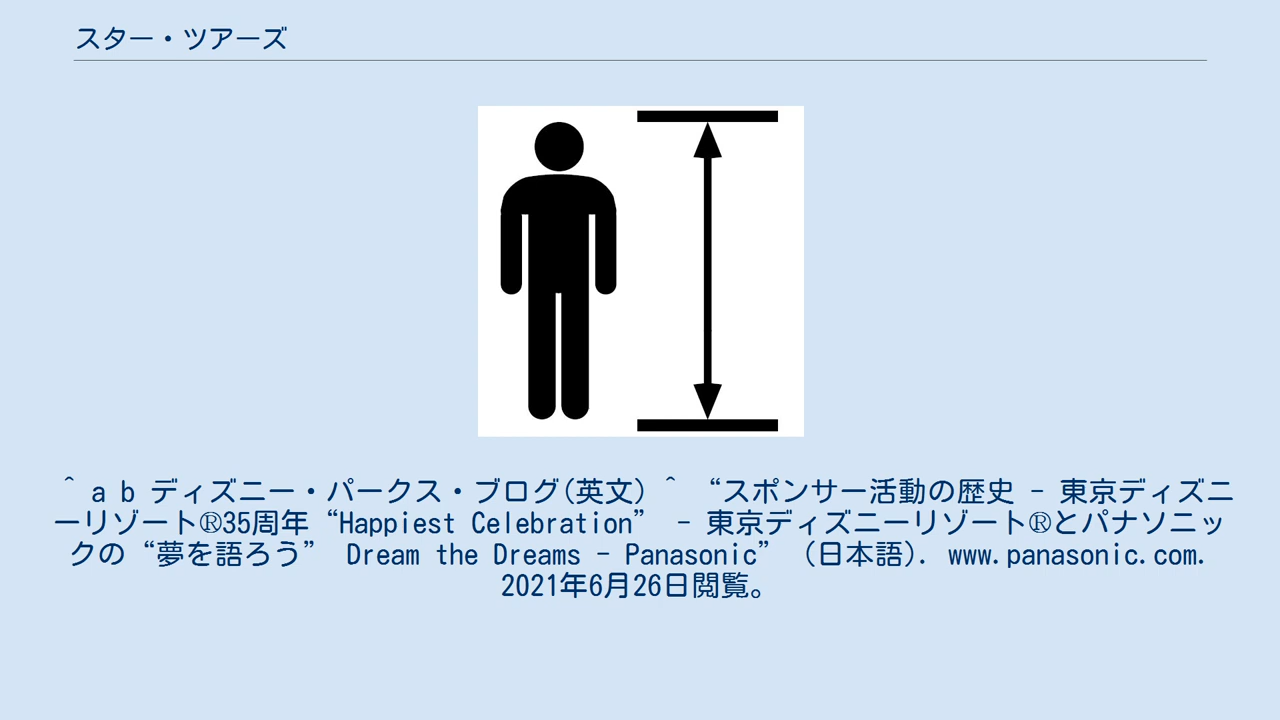 スター・ツアーズ
^ a b ディズニー・パークス・ブログ(英文) ^ “スポンサー活動の歴史 - 東京ディズニ
ーリゾート®35周年“Happiest Celebration” - 東京ディズニーリゾート®とパナソニッ
クの“夢を語ろう” Dream the Dreams - Panasonic” (日本語). www.panasonic.com.
2021年6月26日閲覧。